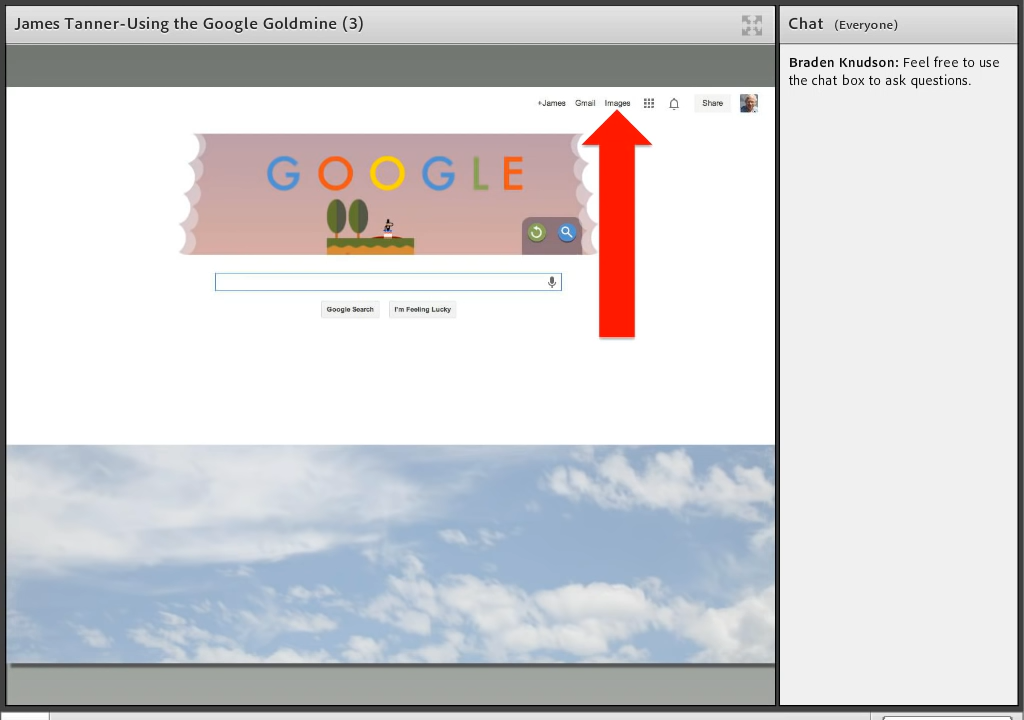 James Tanner-Using the Google Goldmine (3)
Chat (Everyone)
Braden Knudson: Feel free to use
the chat box to ask questions.
+James Gmail Images Share
GOOGLE
Google Search I'm Feeling Lucky